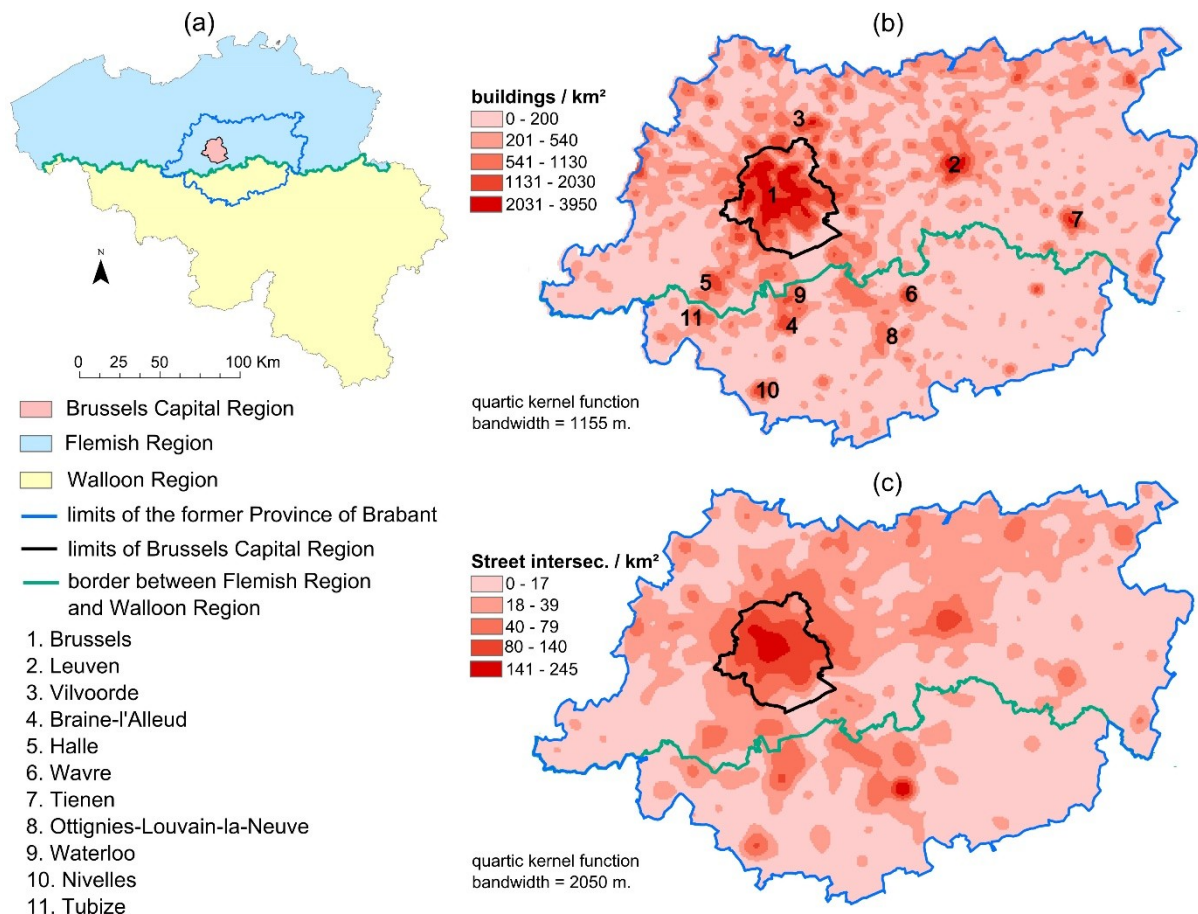 (a)
N
0 25 50 100 Km
Brussels Capital Region
Flemish Region
Walloon Region
limits of the former Province of Brabant
limits of Brussels Capital Region
border between Flemish Region
and Walloon Region
1. Brussels
2. Leuven
3. Vilvoorde
4. Braine-l'Alleud
5. Halle
6. Wavre
7. Tienen
8. Ottignies-Louvain-la-Neuve
9. Waterloo
10. Nivelles
11. Tubize
(b)
buildings / km²
0 - 200
201 - 540
541 - 1130
1131 - 2030
2031 - 3950
3
2
1
7
5
9
6
11
4
8
10
quartic kernel function
bandwidth = 1155 m.
(c)
Street intersec. / km²
0 - 17
18 - 39
40 - 79
80 - 140
141 - 245
quartic kernel function
bandwidth = 2050 m.